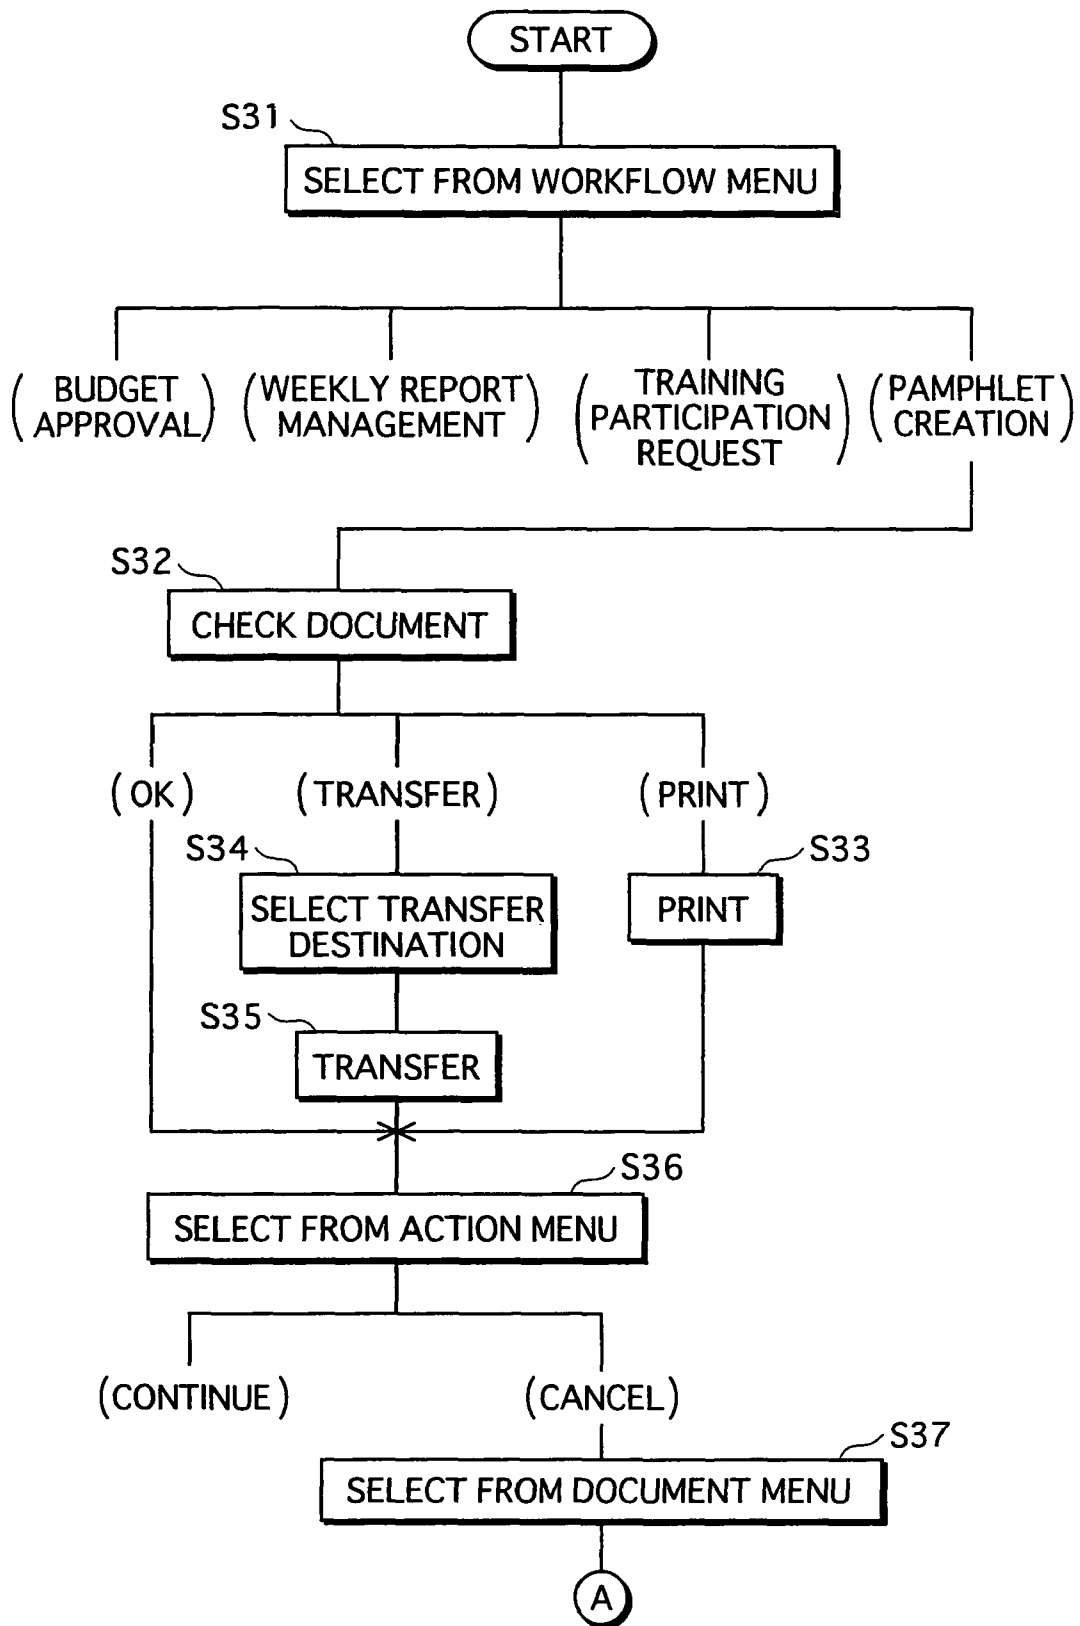 START
S31
SELECT FROM WORKFLOW MENU
(BUDGET
APPROVAL)
(WEEKLY REPORT
MANAGEMENT)
(TRAINING
PARTICIPATION
REQUEST)
(PAMPHLET
CREATION)
S32
CHECK DOCUMENT
(OK)
(TRANSFER)
(PRINT)
S34
SELECT TRANSFER
DESTINATION
S33
PRINT
S35
TRANSFER
S36
SELECT FROM ACTION MENU
(CONTINUE)
(CANCEL)
S37
SELECT FROM DOCUMENT MENU
A